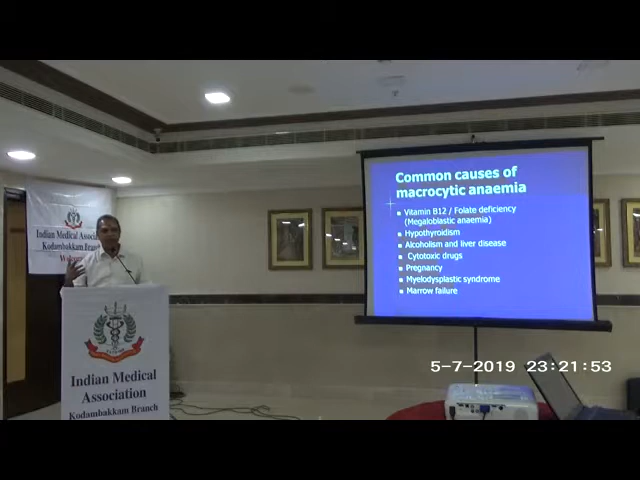 Common causes of
macrocytic anaemia
Vitamin B12 / Folate deficiency
(Megaloblastic anaemia)
Hypothyroidism
Alcoholism and liver disease
Cytotoxic drugs
Pregnancy
Myelodysplastic syndrome
Marrow failure
Indian Medical Assoc
Kodambakkam Branch
Indian Medical
Association
Kodambakkam Branch
5-7-2019 23:21:53